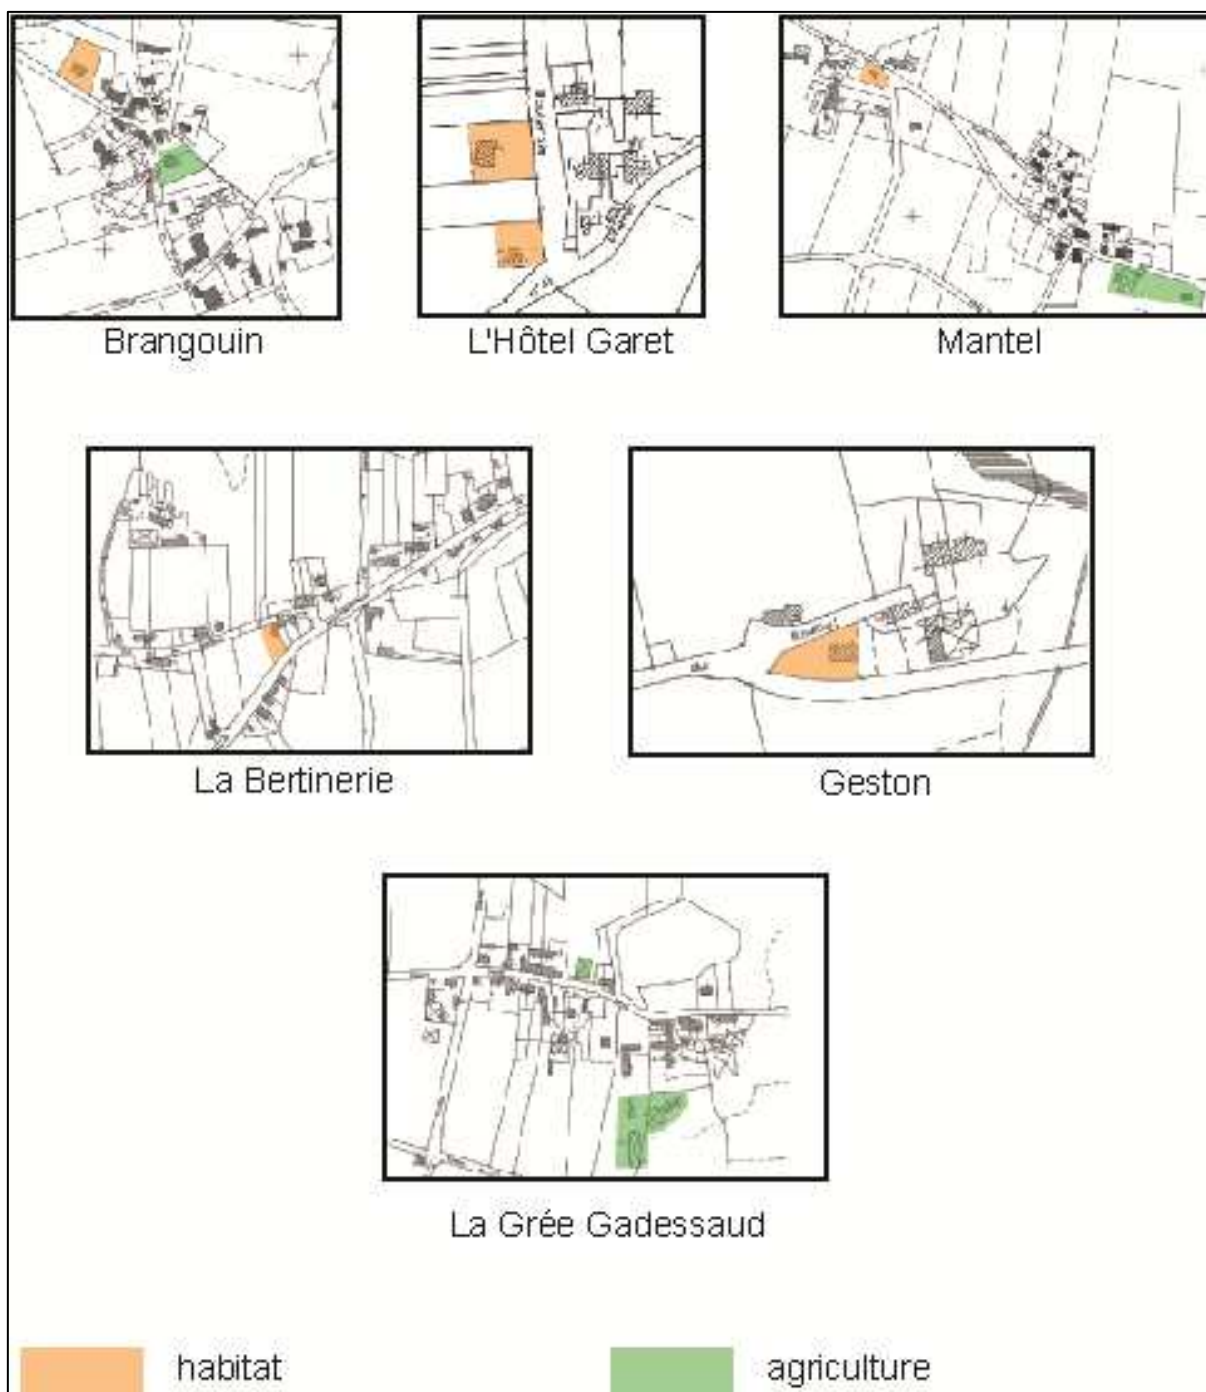 Brangouin L'Hôtel Garet Mantel
La Bertinerie Geston
La Grée Gadessaud
habitat agriculture